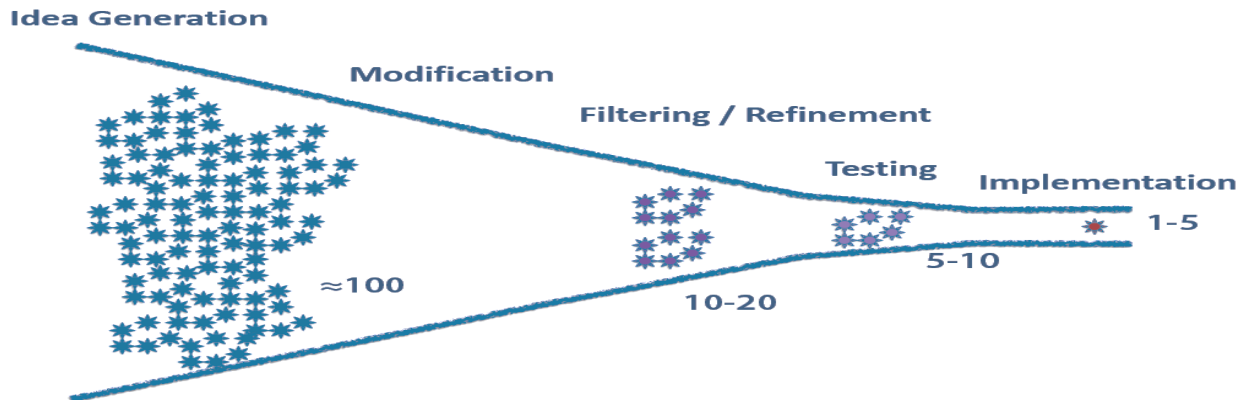 Idea Generation
Modification
Filtering / Refinement
Testing
Implementation
1-5
5-10
≈100
10-20